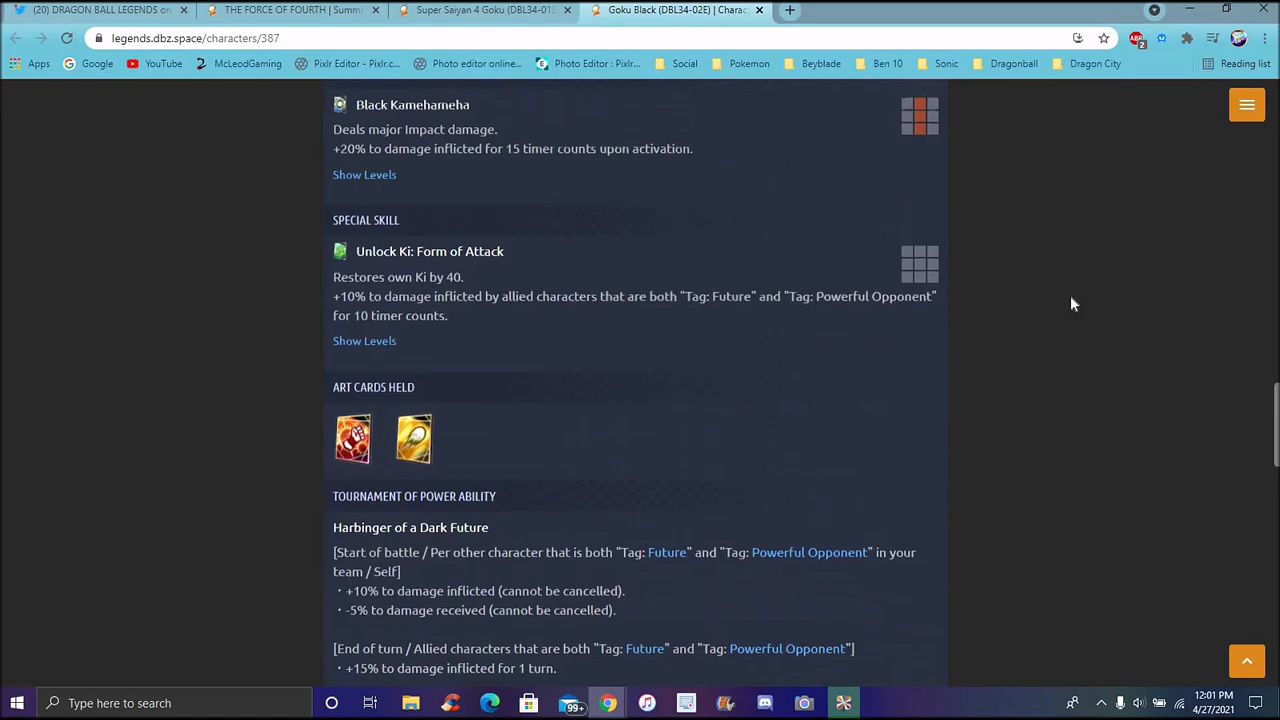 (20) DRAGON BALL LEGENDS on
THE FORCE OF FOURTH | Summ
Super Saiyan 4 Goku (DBL34-01S
Goku Black (DBL34-02E) | Charac
legends.dbz.space/characters/387
2
Apps
Google
YouTube
McLeodGaming
Pixlr Editor - Pixlr.c...
Photo editor online...
Photo Editor : Pixlr...
Social
Pokemon
Beyblade
Ben 10
Sonic
Dragonball
Dragon City
Reading list
Black Kamehameha
Deals major Impact damage.
+20% to damage inflicted for 15 timer counts upon activation.
Show Levels
SPECIAL SKILL
Unlock Ki: Form of Attack
Restores own Ki by 40.
+10% to damage inflicted by allied characters that are both "Tag: Future" and "Tag: Powerful Opponent"
for 10 timer counts.
Show Levels
ART CARDS HELD
TOURNAMENT OF POWER ABILITY
Harbinger of a Dark Future
[Start of battle / Per other character that is both "Tag: Future" and "Tag: Powerful Opponent" in your
team / Self]
・+10% to damage inflicted (cannot be cancelled).
・-5% to damage received (cannot be cancelled).
[End of turn / Allied characters that are both "Tag: Future" and "Tag: Powerful Opponent"]
・+15% to damage inflicted for 1 turn.
Type here to search
99+
12:01 PM
4/27/2021